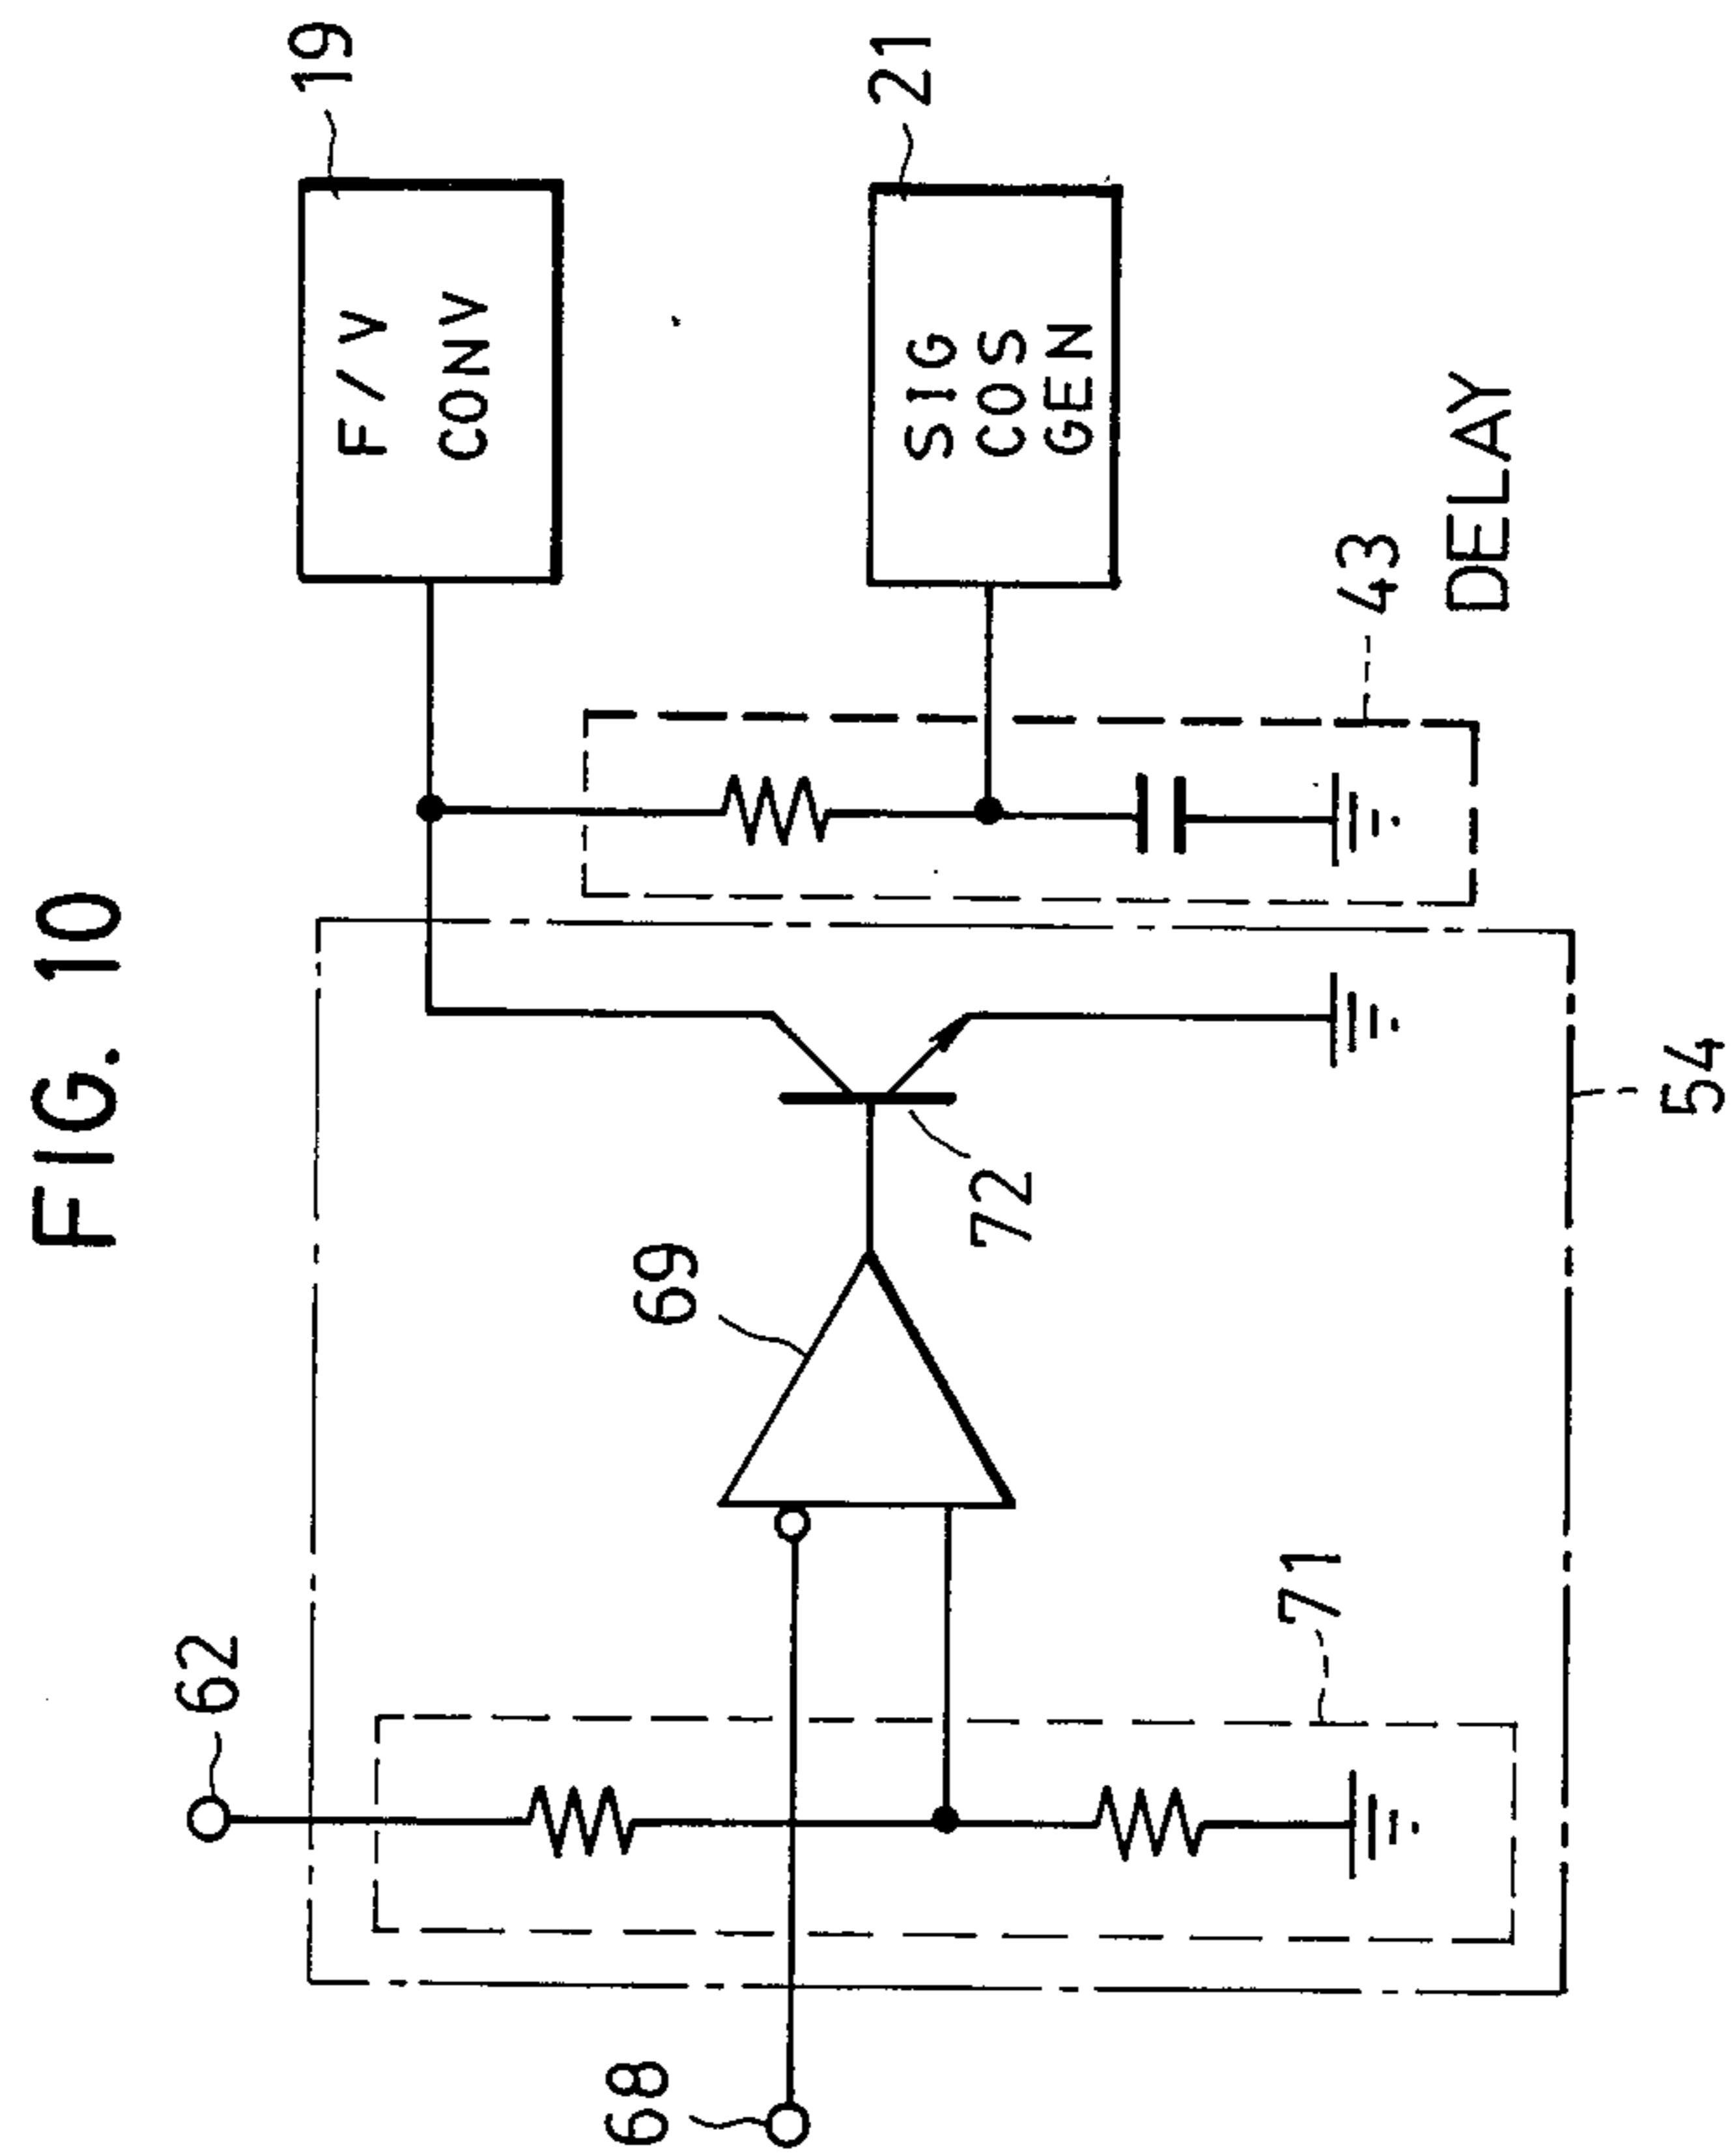 FIG. 10
19
F/V
CONV
21
SIG
COS
GEN
43
DELAY
62
69
72
71
68
54